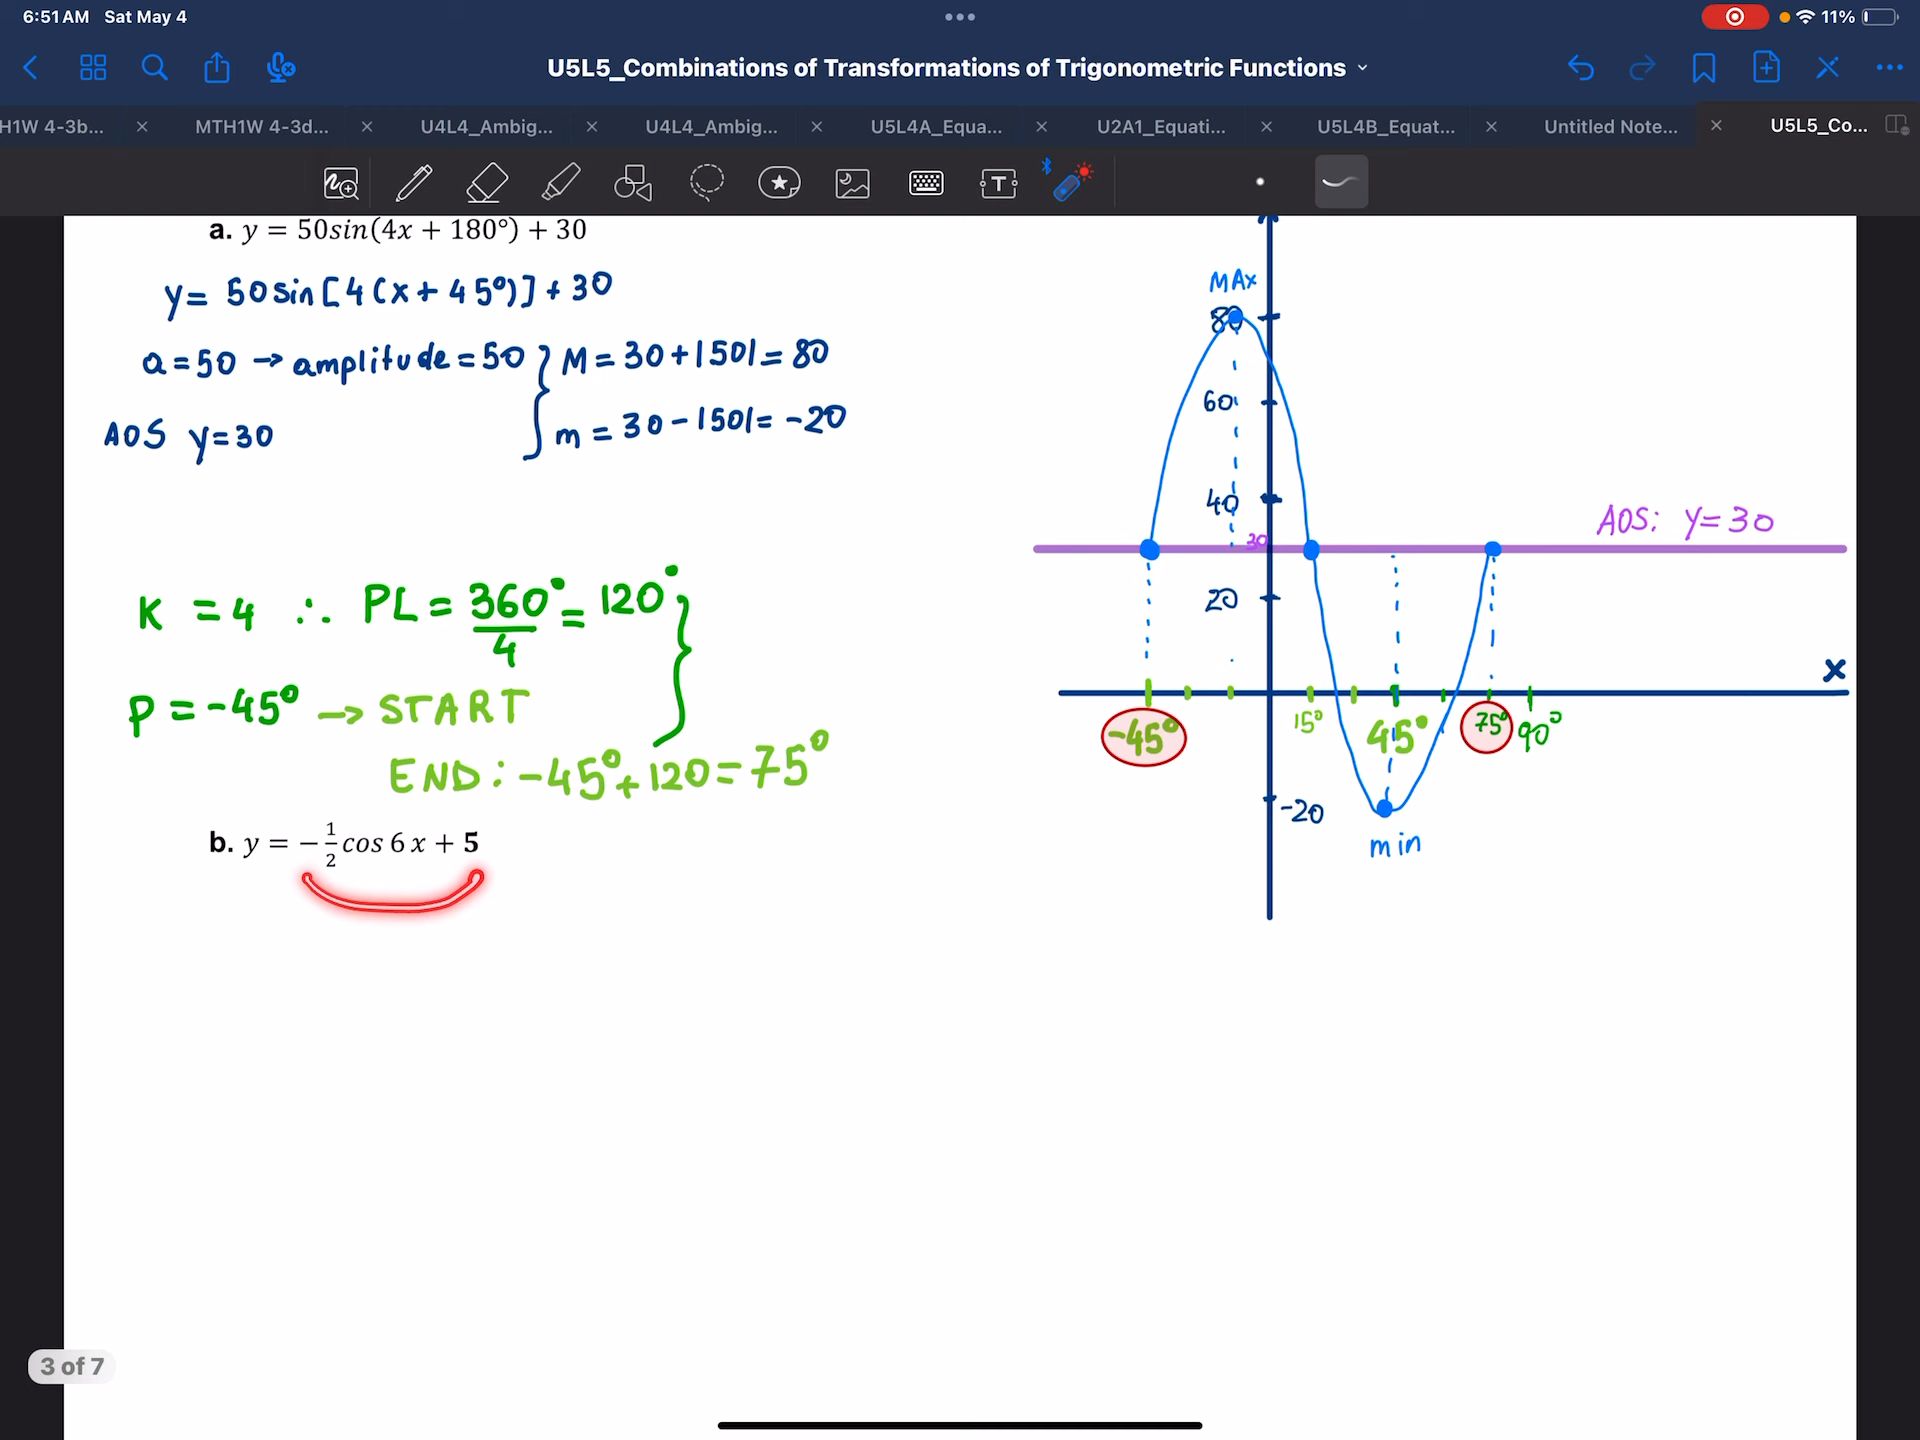 6:51 AM Sat May 4
11%
U5L5_Combinations of Transformations of Trigonometric Functions
H1W 4-3b...
MTH1W 4-3d...
U4L4_Ambig...
U4L4_Ambig...
U5L4A_Equa...
U2A1_Equati...
U5L4B_Equat...
Untitled Note...
U5L5_Co...
a. y = 50sin(4x + 180°) + 30
y = 50 sin [4 (x + 45°)] + 30
a = 50 → amplitude = 50
M = 30 + |50| = 80
AOS y = 30
m = 30 - |50| = -20
K = 4 ∴ PL = 360°/4 = 120°
P = -45° → START
END: -45° + 120 = 75°
b. y = -1/2 cos 6 x + 5
MAx
80
60
40
30
AOS: y = 30
20
x
-45°
15°
45°
75°
90°
-20
min
3 of 7